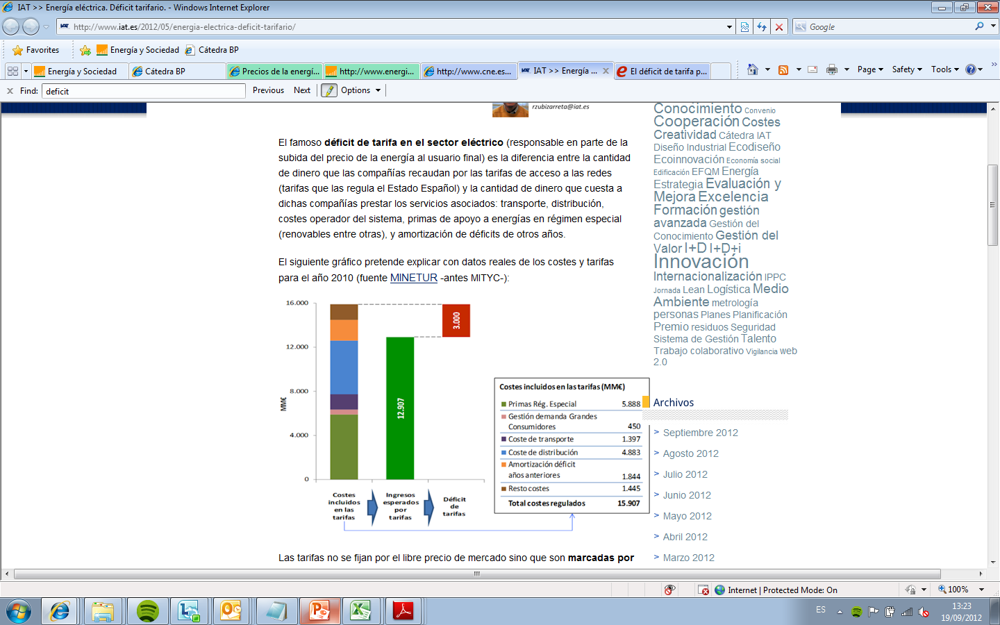 IAT >> Energía eléctrica. Déficit tarifario. - Windows Internet Explorer
http://www.iat.es/2012/05/energia-electrica-deficit-tarifario/
Google
Favorites
Energía y Sociedad
Cátedra BP
Energía y Sociedad
Cátedra BP
Precios de la energí...
http://www.energi...
http://www.cne.es...
IAT >> Energía ...
El déficit de tarifa p...
Page
Safety
Tools
Find:
deficit
Previous
Next
Options
rzubizarreta@iat.es
El famoso déficit de tarifa en el sector eléctrico (responsable en parte de la
subida del precio de la energía al usuario final) es la diferencia entre la cantidad
de dinero que las compañías recaudan por las tarifas de acceso a las redes
(tarifas que las regula el Estado Español) y la cantidad de dinero que cuesta a
dichas compañías prestar los servicios asociados: transporte, distribución,
costes operador del sistema, primas de apoyo a energías en régimen especial
(renovables entre otras), y amortización de déficits de otros años.
El siguiente gráfico pretende explicar con datos reales de los costes y tarifas
para el año 2010 (fuente MINETUR -antes MITYC-):
16.000
12.000
8.000
4.000
0
MM€
12.907
3.000
Costes
incluidos
en las
tarifas
Ingresos
esperados
por
tarifas
Déficit
de
tarifas
Costes incluidos en las tarifas (MM€)
Primas Rég. Especial 5.888
Gestión demanda Grandes
Consumidores 450
Coste de transporte 1.397
Coste de distribución 4.883
Amortización déficit
años anteriores 1.844
Resto costes 1.445
Total costes regulados 15.907
Las tarifas no se fijan por el libre precio de mercado sino que son marcadas por
Conocimiento Convenio
Cooperación Costes
Creatividad Cátedra IAT
Diseño Industrial Ecodiseño
Ecoinnovación Economía social
Edificación EFQM Energía
Estrategia Evaluación y
Mejora Excelencia
Formación gestión
avanzada Gestión del
Conocimiento Gestión del
Valor I+D I+D+i
Innovación
Internacionalización IPPC
Jornada Lean Logística Medio
Ambiente metrología
personas Planes Planificación
Premio residuos Seguridad
Sistema de Gestión Talento
Trabajo colaborativo Vigilancia web
2.0
Archivos
> Septiembre 2012
> Agosto 2012
> Julio 2012
> Junio 2012
> Mayo 2012
> Abril 2012
> Marzo 2012
Internet | Protected Mode: On
100%
ES
13:23
19/09/2012